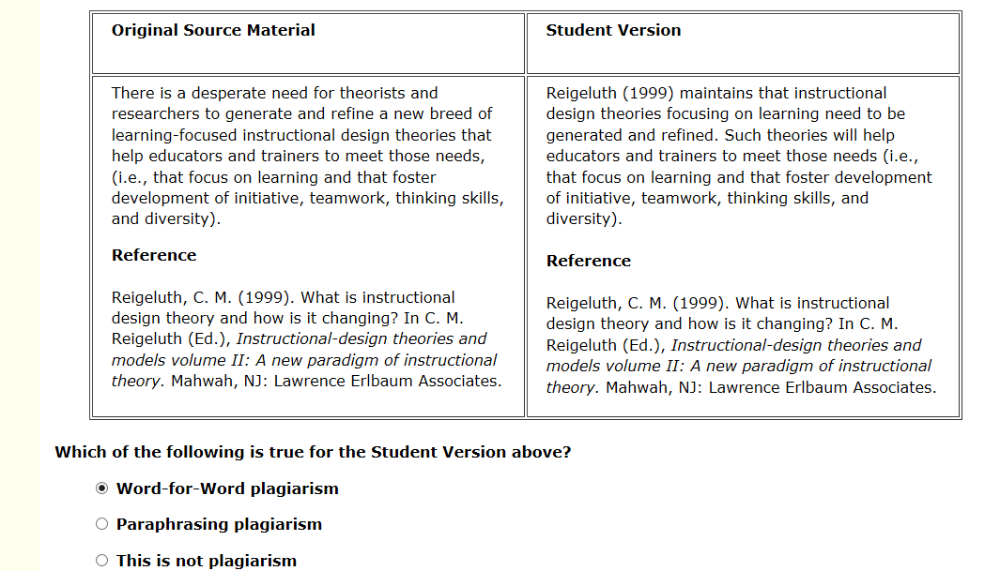 Original Source Material
Student Version
There is a desperate need for theorists and
researchers to generate and refine a new breed of
learning-focused instructional design theories that
help educators and trainers to meet those needs,
(i.e., that focus on learning and that foster
development of initiative, teamwork, thinking skills,
and diversity).
Reference
Reigeluth, C. M. (1999). What is instructional
design theory and how is it changing? In C. M.
Reigeluth (Ed.), Instructional-design theories and
models volume II: A new paradigm of instructional
theory. Mahwah, NJ: Lawrence Erlbaum Associates.
Reigeluth (1999) maintains that instructional
design theories focusing on learning need to be
generated and refined. Such theories will help
educators and trainers to meet those needs (i.e.,
that focus on learning and that foster development
of initiative, teamwork, thinking skills, and
diversity).
Reference
Reigeluth, C. M. (1999). What is instructional
design theory and how is it changing? In C. M.
Reigeluth (Ed.), Instructional-design theories and
models volume II: A new paradigm of instructional
theory. Mahwah, NJ: Lawrence Erlbaum Associates.
Which of the following is true for the Student Version above?
Word-for-Word plagiarism
Paraphrasing plagiarism
This is not plagiarism